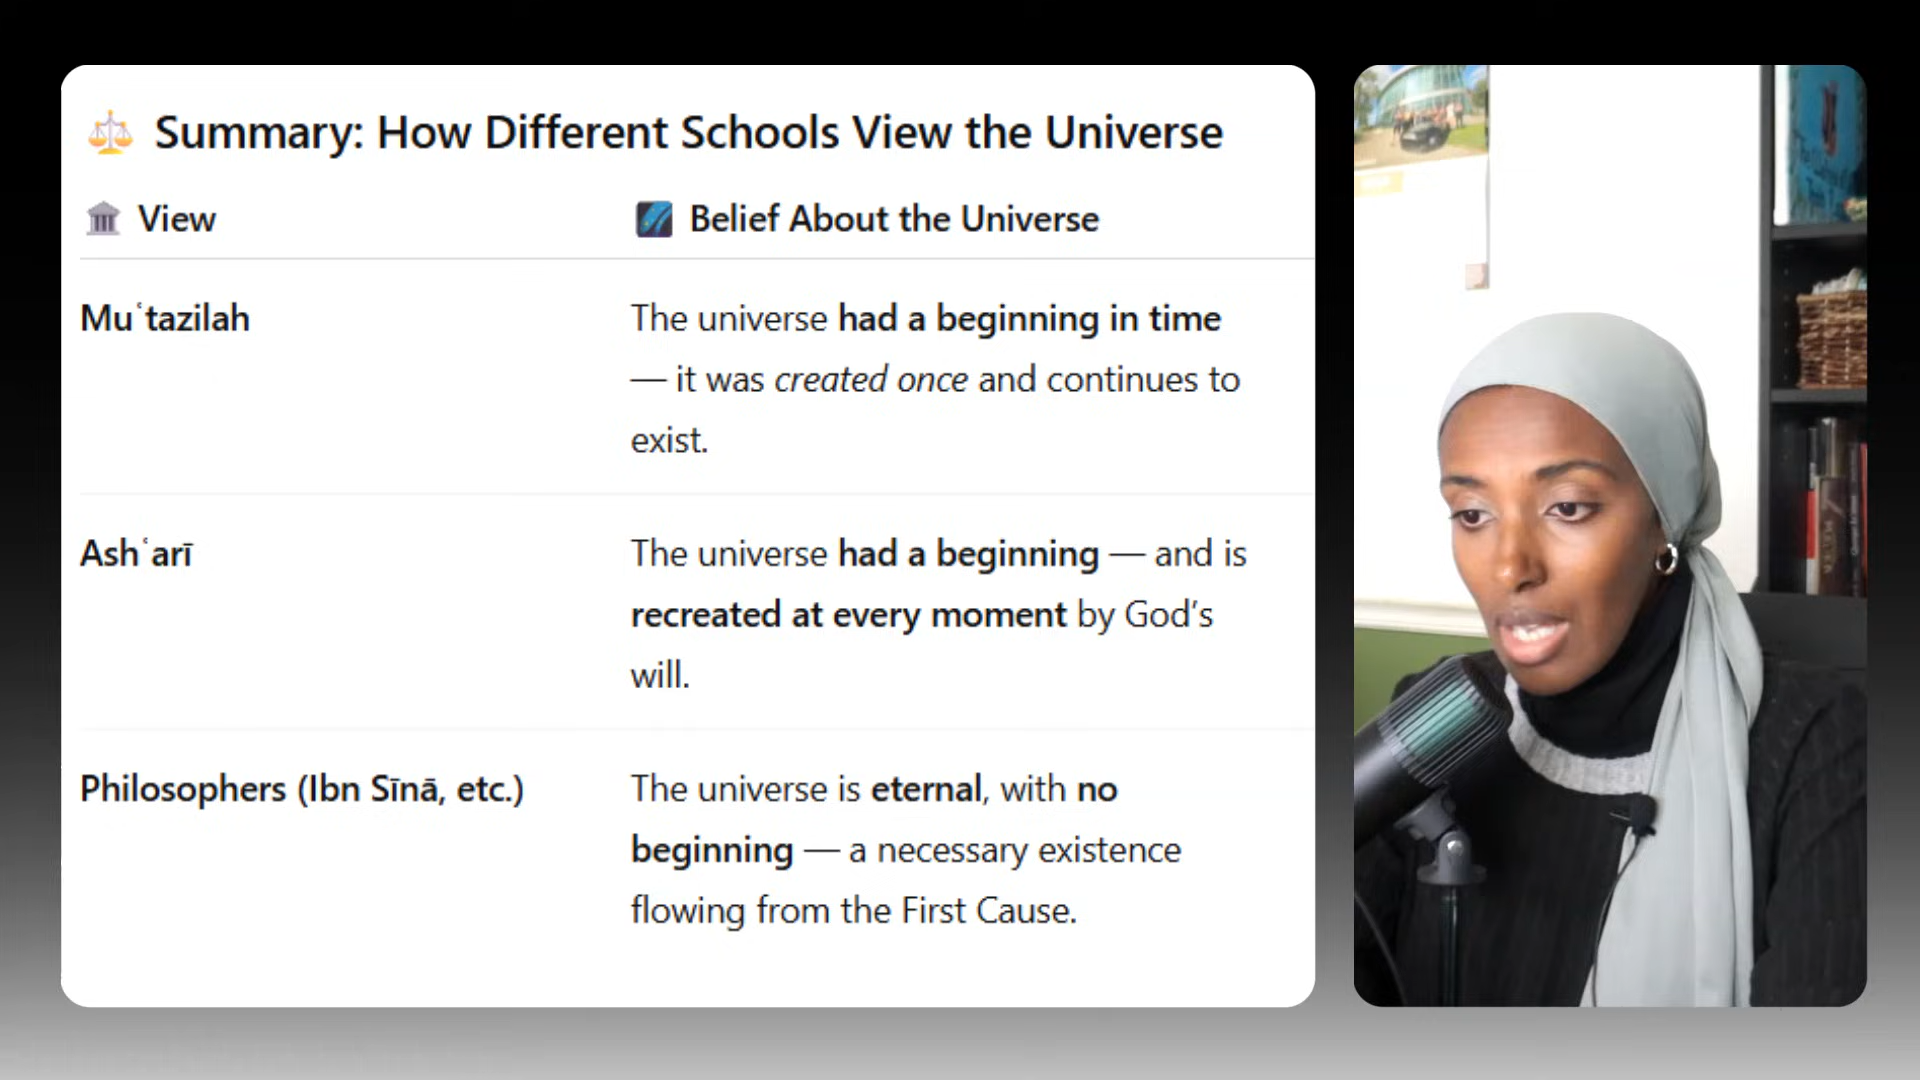 Summary: How Different Schools View the Universe
View
Belief About the Universe
Muʿtazilah
The universe had a beginning in time
— it was created once and continues to
exist.
Ashʿarī
The universe had a beginning — and is
recreated at every moment by God’s
will.
Philosophers (Ibn Sīnā, etc.)
The universe is eternal, with no
beginning — a necessary existence
flowing from the First Cause.